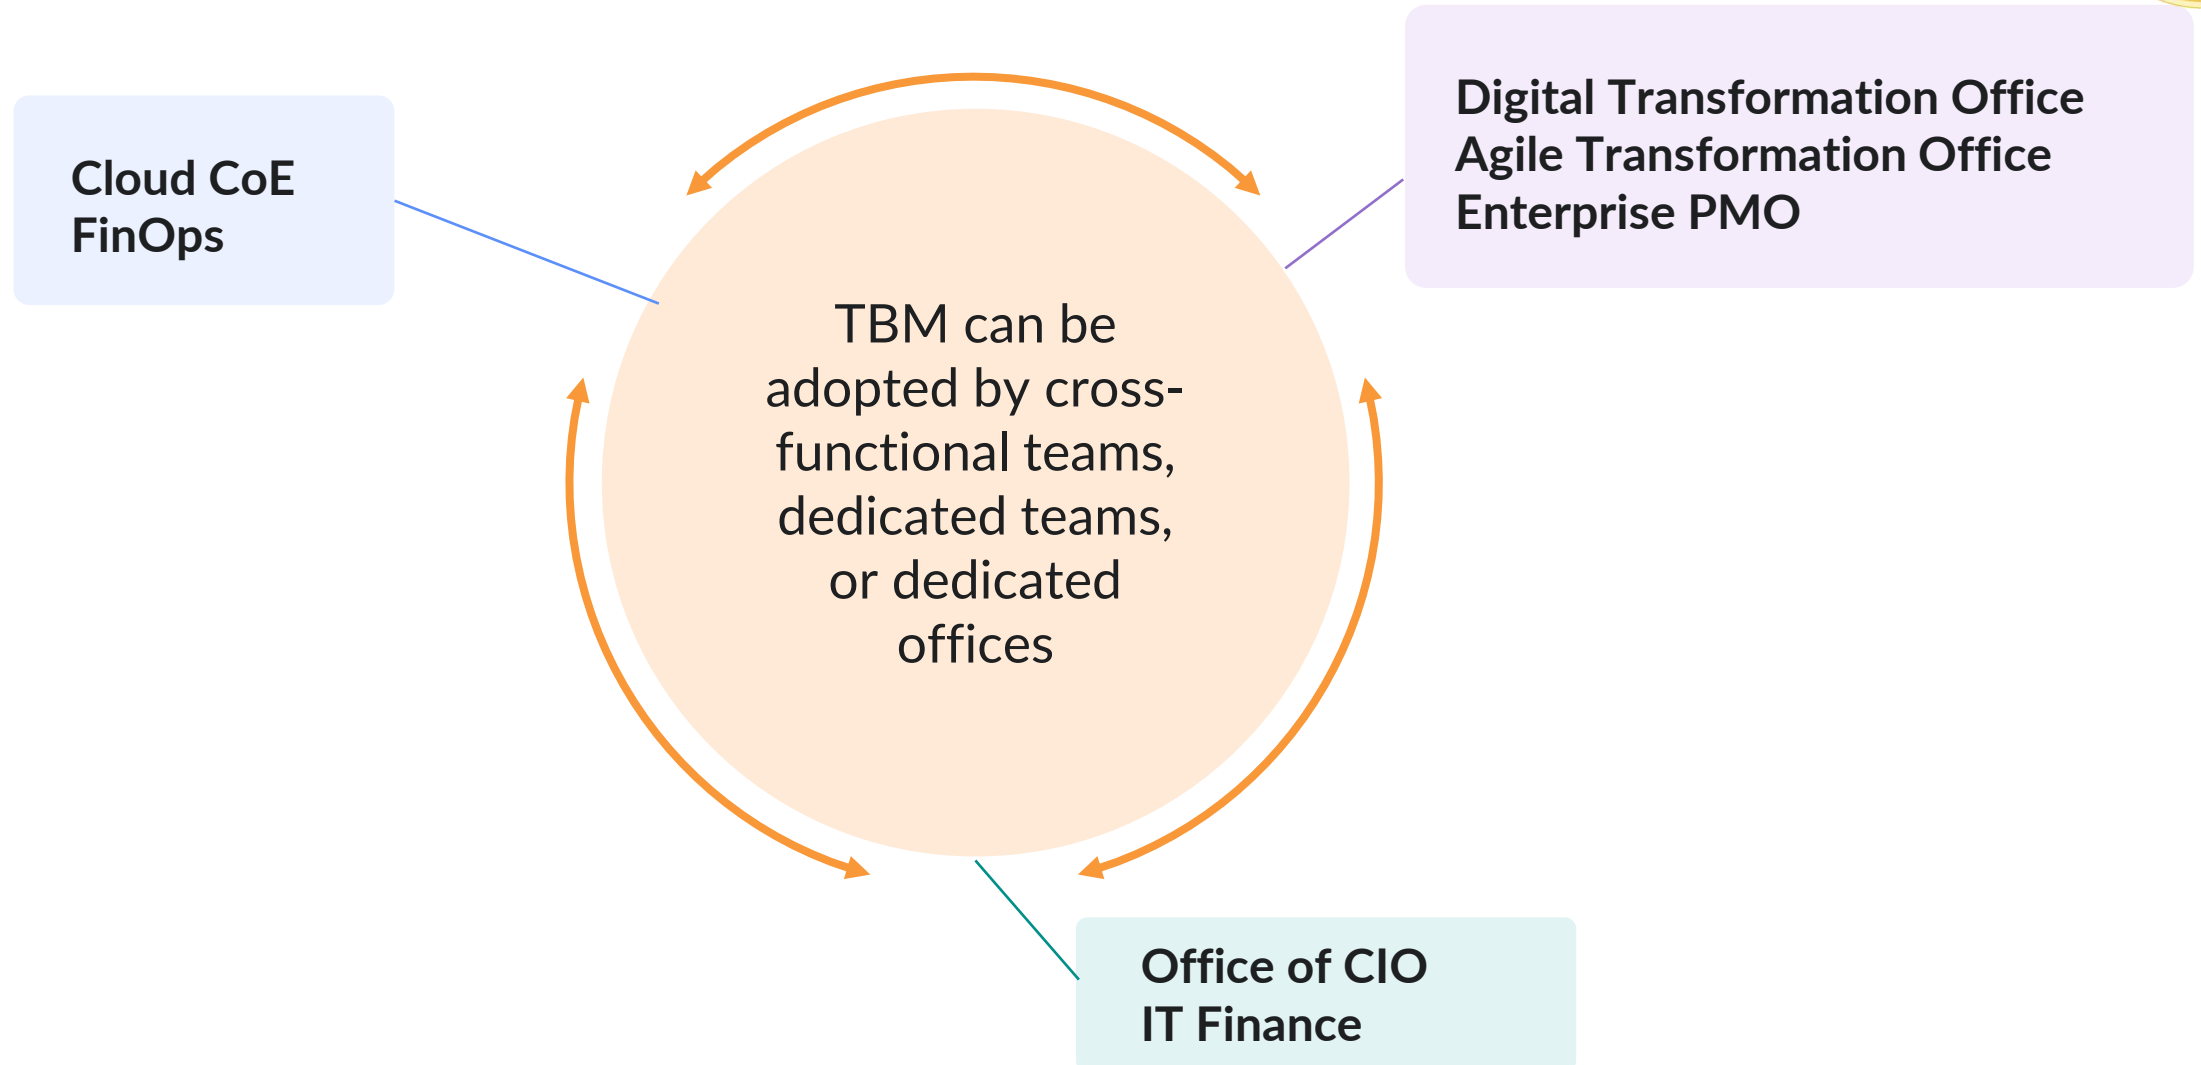 Cloud CoE
FinOps
Digital Transformation Office
Agile Transformation Office
Enterprise PMO
TBM can be
adopted by cross-
functional teams,
dedicated teams,
or dedicated
offices
Office of CIO
IT Finance